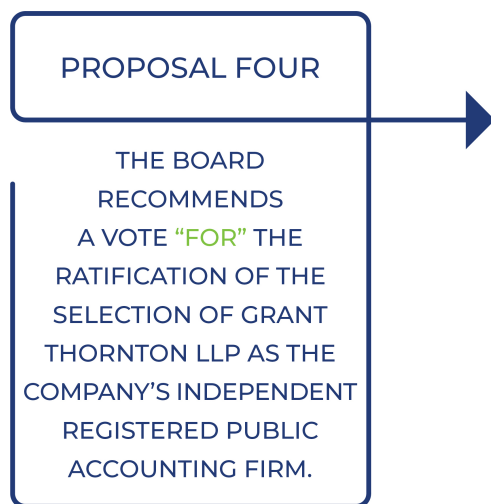 PROPOSAL FOUR
THE BOARD
RECOMMENDS
A VOTE “FOR” THE
RATIFICATION OF THE
SELECTION OF GRANT
THORNTON LLP AS THE
COMPANY’S INDEPENDENT
REGISTERED PUBLIC
ACCOUNTING FIRM.